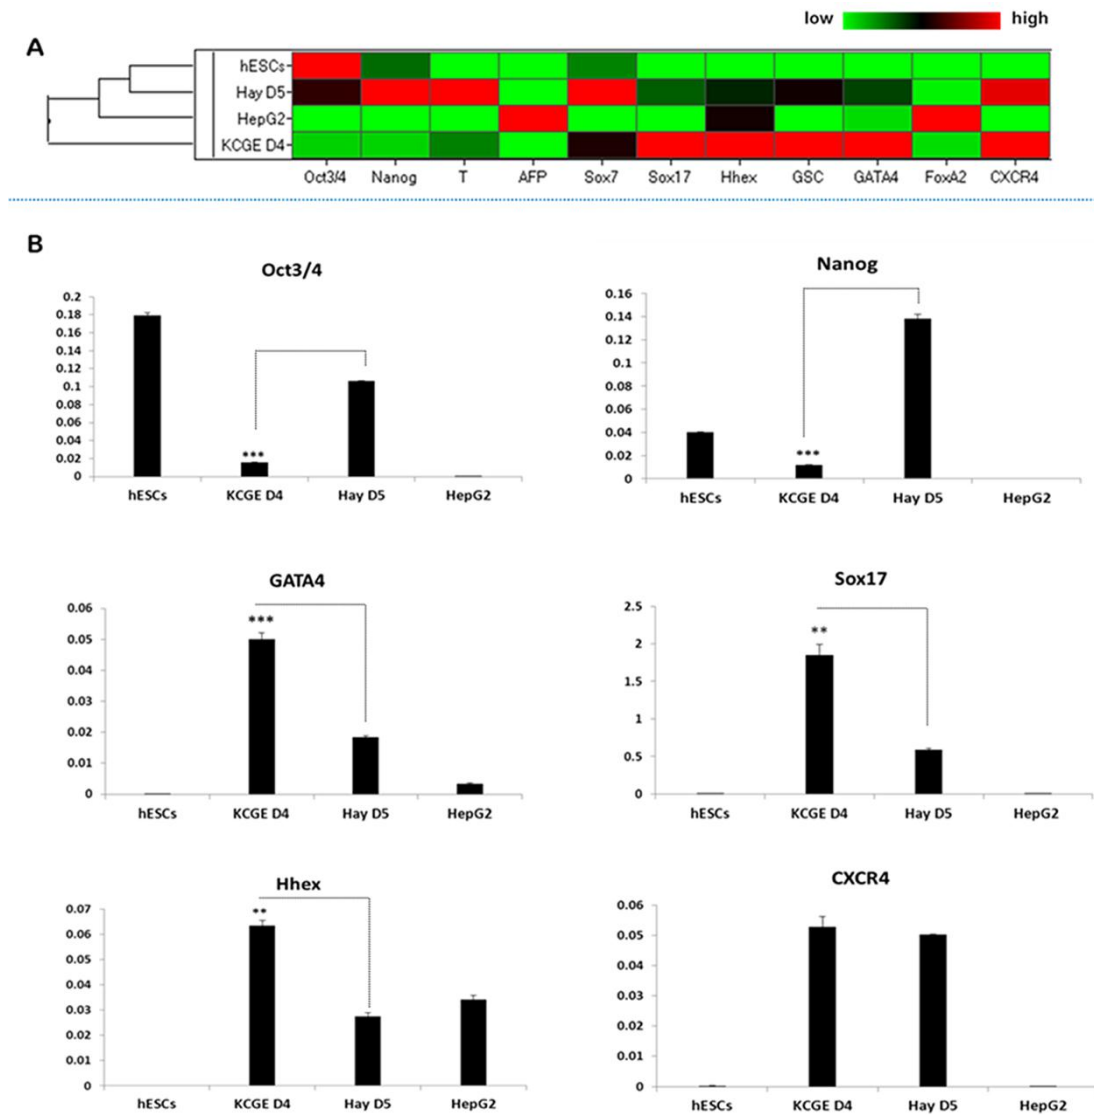 low high
A
hESCs
Hay D5
HepG2
KCGE D4
Oct3/4 Nanog T AFP Sox7 Sox17 Hhex GSC GATA4 FoxA2 CXCR4
B
Oct3/4
0.2
0.18
0.16
0.14
0.12
0.1
0.08
0.06
0.04
0.02
0
***
hESCs KCGE D4 Hay D5 HepG2
Nanog
0.16
0.14
0.12
0.1
0.08
0.06
0.04
0.02
0
***
hESCs KCGE D4 Hay D5 HepG2
GATA4
0.06
0.05
0.04
0.03
0.02
0.01
0
***
hESCs KCGE D4 Hay D5 HepG2
Sox17
2.5
2
1.5
1
0.5
0
**
hESCs KCGE D4 Hay D5 HepG2
Hhex
0.07
0.06
0.05
0.04
0.03
0.02
0.01
0
**
hESCs KCGE D4 Hay D5 HepG2
CXCR4
0.06
0.05
0.04
0.03
0.02
0.01
0
hESCs KCGE D4 Hay D5 HepG2